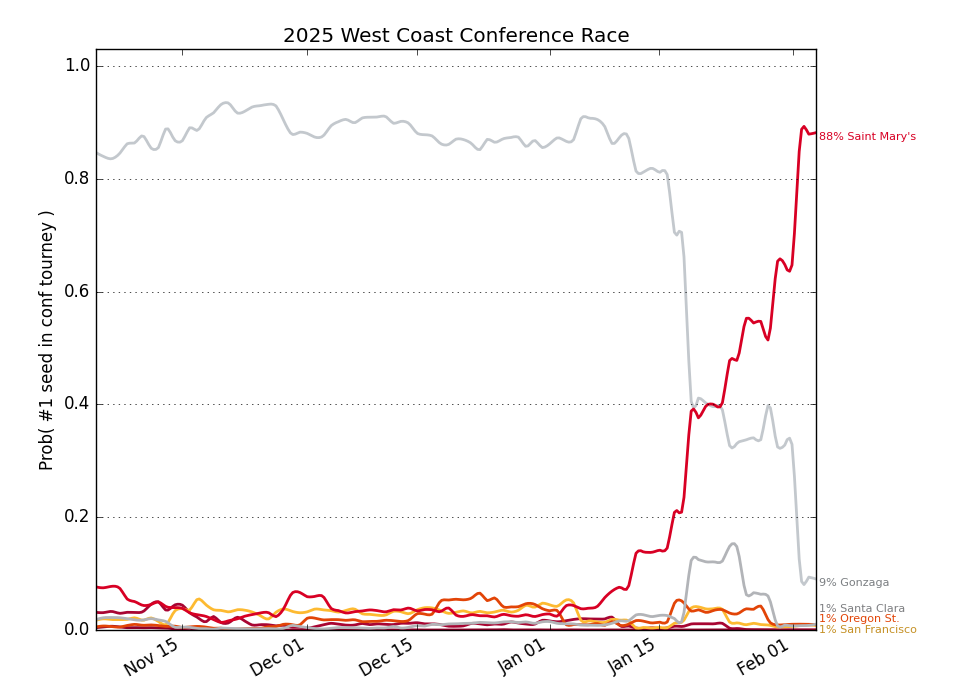 2025 West Coast Conference Race
Prob( #1 seed in conf tourney )
1.0
0.8
0.6
0.4
0.2
0.0
Nov 15
Dec 01
Dec 15
Jan 01
Jan 15
Feb 01
88% Saint Mary's
9% Gonzaga
1% Santa Clara
1% Oregon St.
1% San Francisco